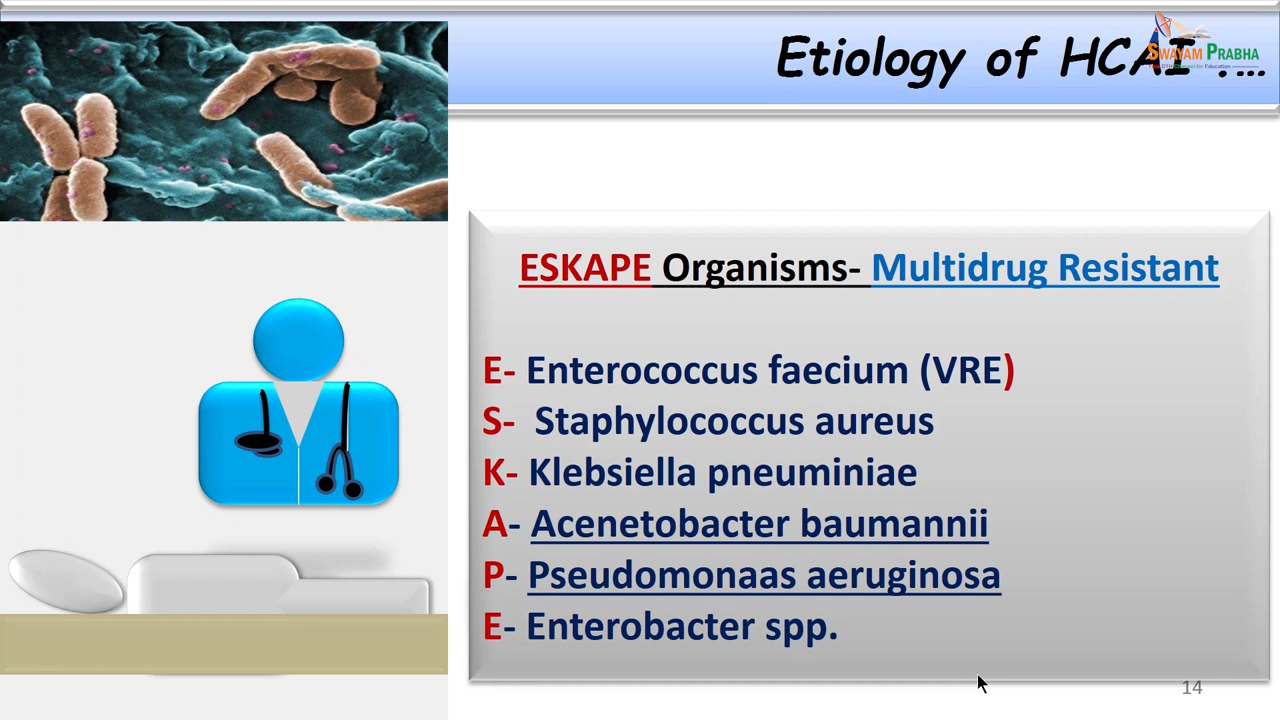 Etiology of HCAI :…
SWAYAM PRABHA
ESKAPE Organisms- Multidrug Resistant
E- Enterococcus faecium (VRE)
S- Staphylococcus aureus
K- Klebsiella pneuminiae
A- Acenetobacter baumannii
P- Pseudomonaas aeruginosa
E- Enterobacter spp.
14